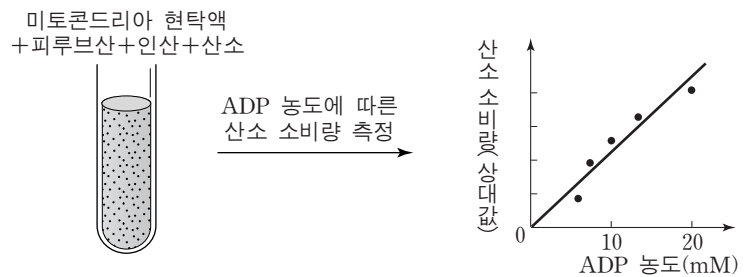 미토콘드리아 현탁액
+피루브산+인산+산소
ADP 농도에 따른
산소 소비량 측정
산소 소비량(상대값)
0
10
20
ADP 농도(mM)